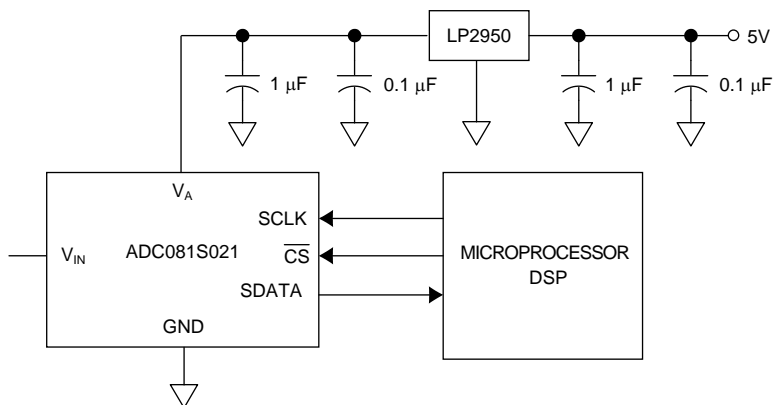 LP2950
5V
1 μF
0.1 μF
1 μF
0.1 μF
V_A
SCLK
V_IN
ADC081S021
C̅S̅
MICROPROCESSOR
DSP
SDATA
GND